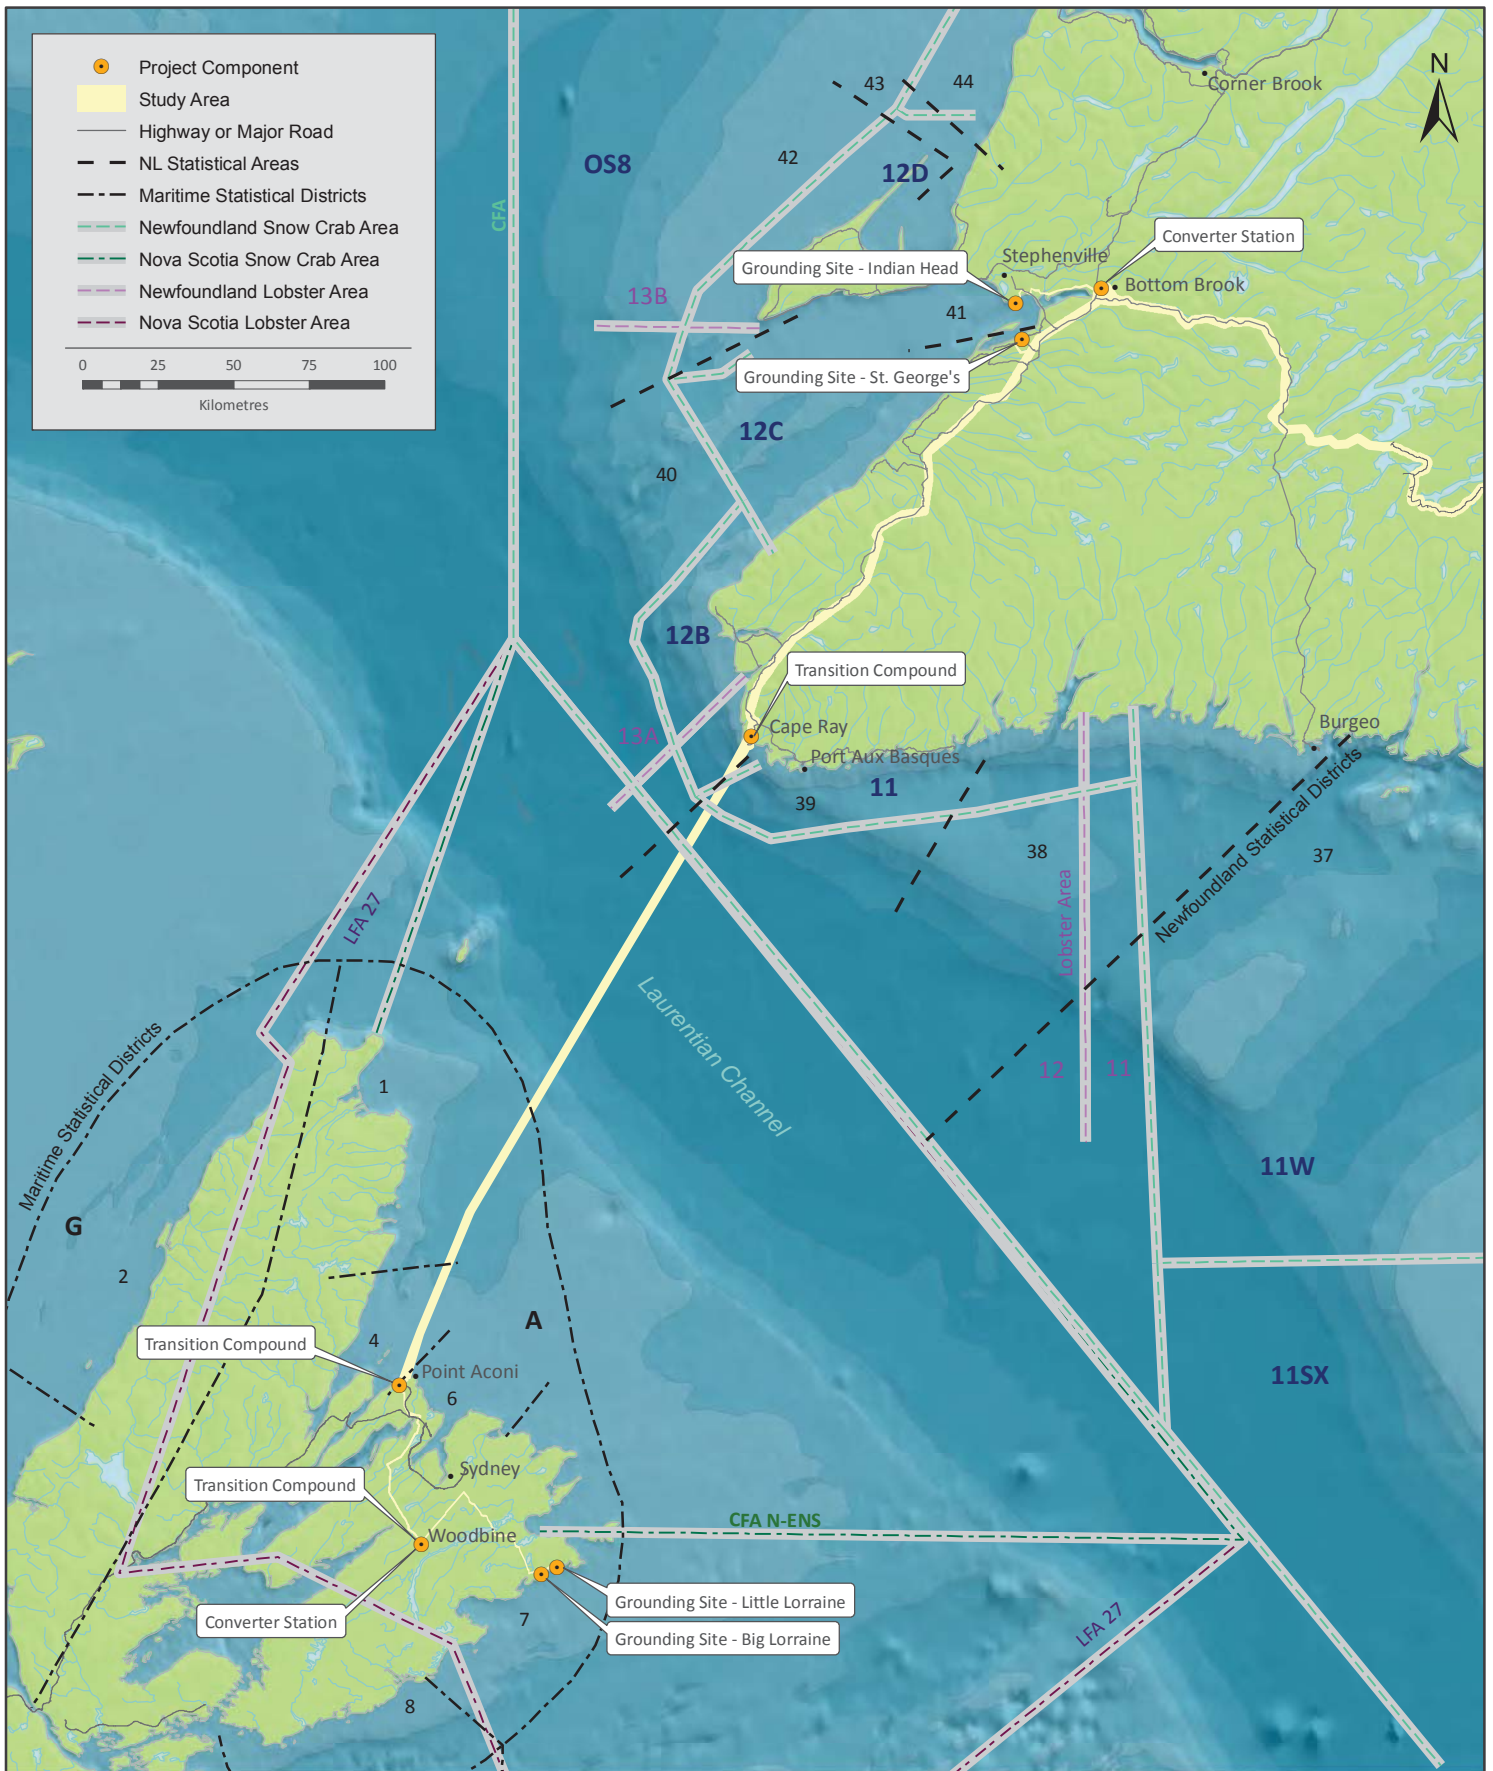 Project Component
Study Area
Highway or Major Road
NL Statistical Areas
Maritime Statistical Districts
Newfoundland Snow Crab Area
Nova Scotia Snow Crab Area
Newfoundland Lobster Area
Nova Scotia Lobster Area
0 25 50 75 100
Kilometres
N
CFA
OS8
43
44
42
12D
Corner Brook
Converter Station
Stephenville
Grounding Site - Indian Head
Bottom Brook
13B
41
Grounding Site - St. George's
12C
40
12B
Transition Compound
13A
Cape Ray
Port Aux Basques
Burgeo
11
39
38
37
Newfoundland Statistical Districts
Lobster Area
LFA 27
Laurentian Channel
Maritime Statistical Districts
1
12
11
11W
G
2
A
Transition Compound
4
Point Aconi
6
11SX
Sydney
Transition Compound
Woodbine
CFA N-ENS
Grounding Site - Little Lorraine
Converter Station
7
Grounding Site - Big Lorraine
LFA 27
8